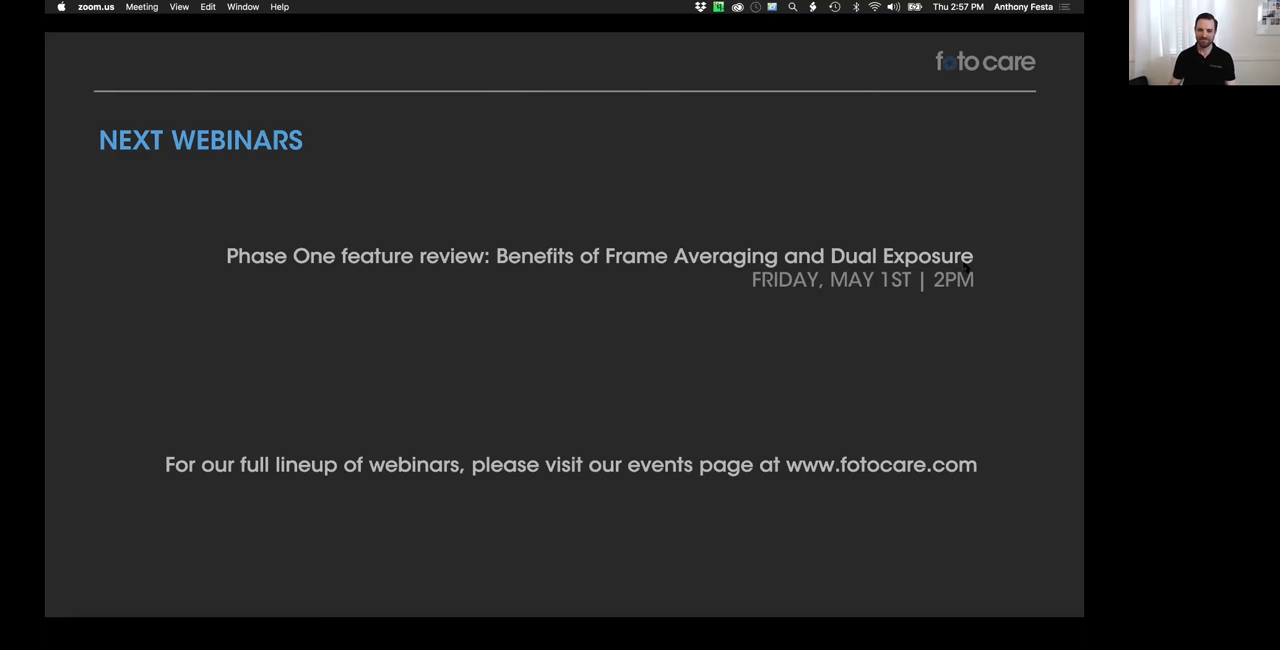 zoom.us Meeting View Edit Window Help Thu 2:57 PM Anthony Festa
foto care
NEXT WEBINARS
Phase One feature review: Benefits of Frame Averaging and Dual Exposure
FRIDAY, MAY 1ST | 2PM
For our full lineup of webinars, please visit our events page at www.fotocare.com